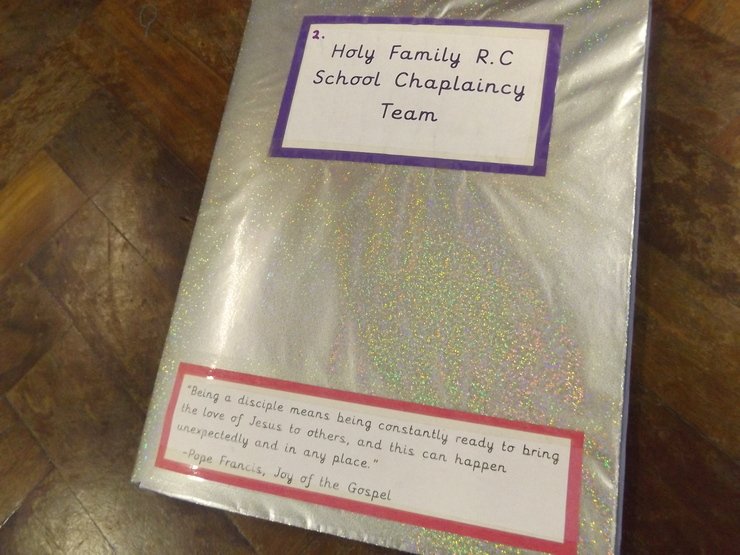 2.
Holy Family R.C
School Chaplaincy
Team
"Being a disciple means being constantly ready to bring
the love of Jesus to others, and this can happen
unexpectedly and in any place."
-Pope Francis, Joy of the Gospel